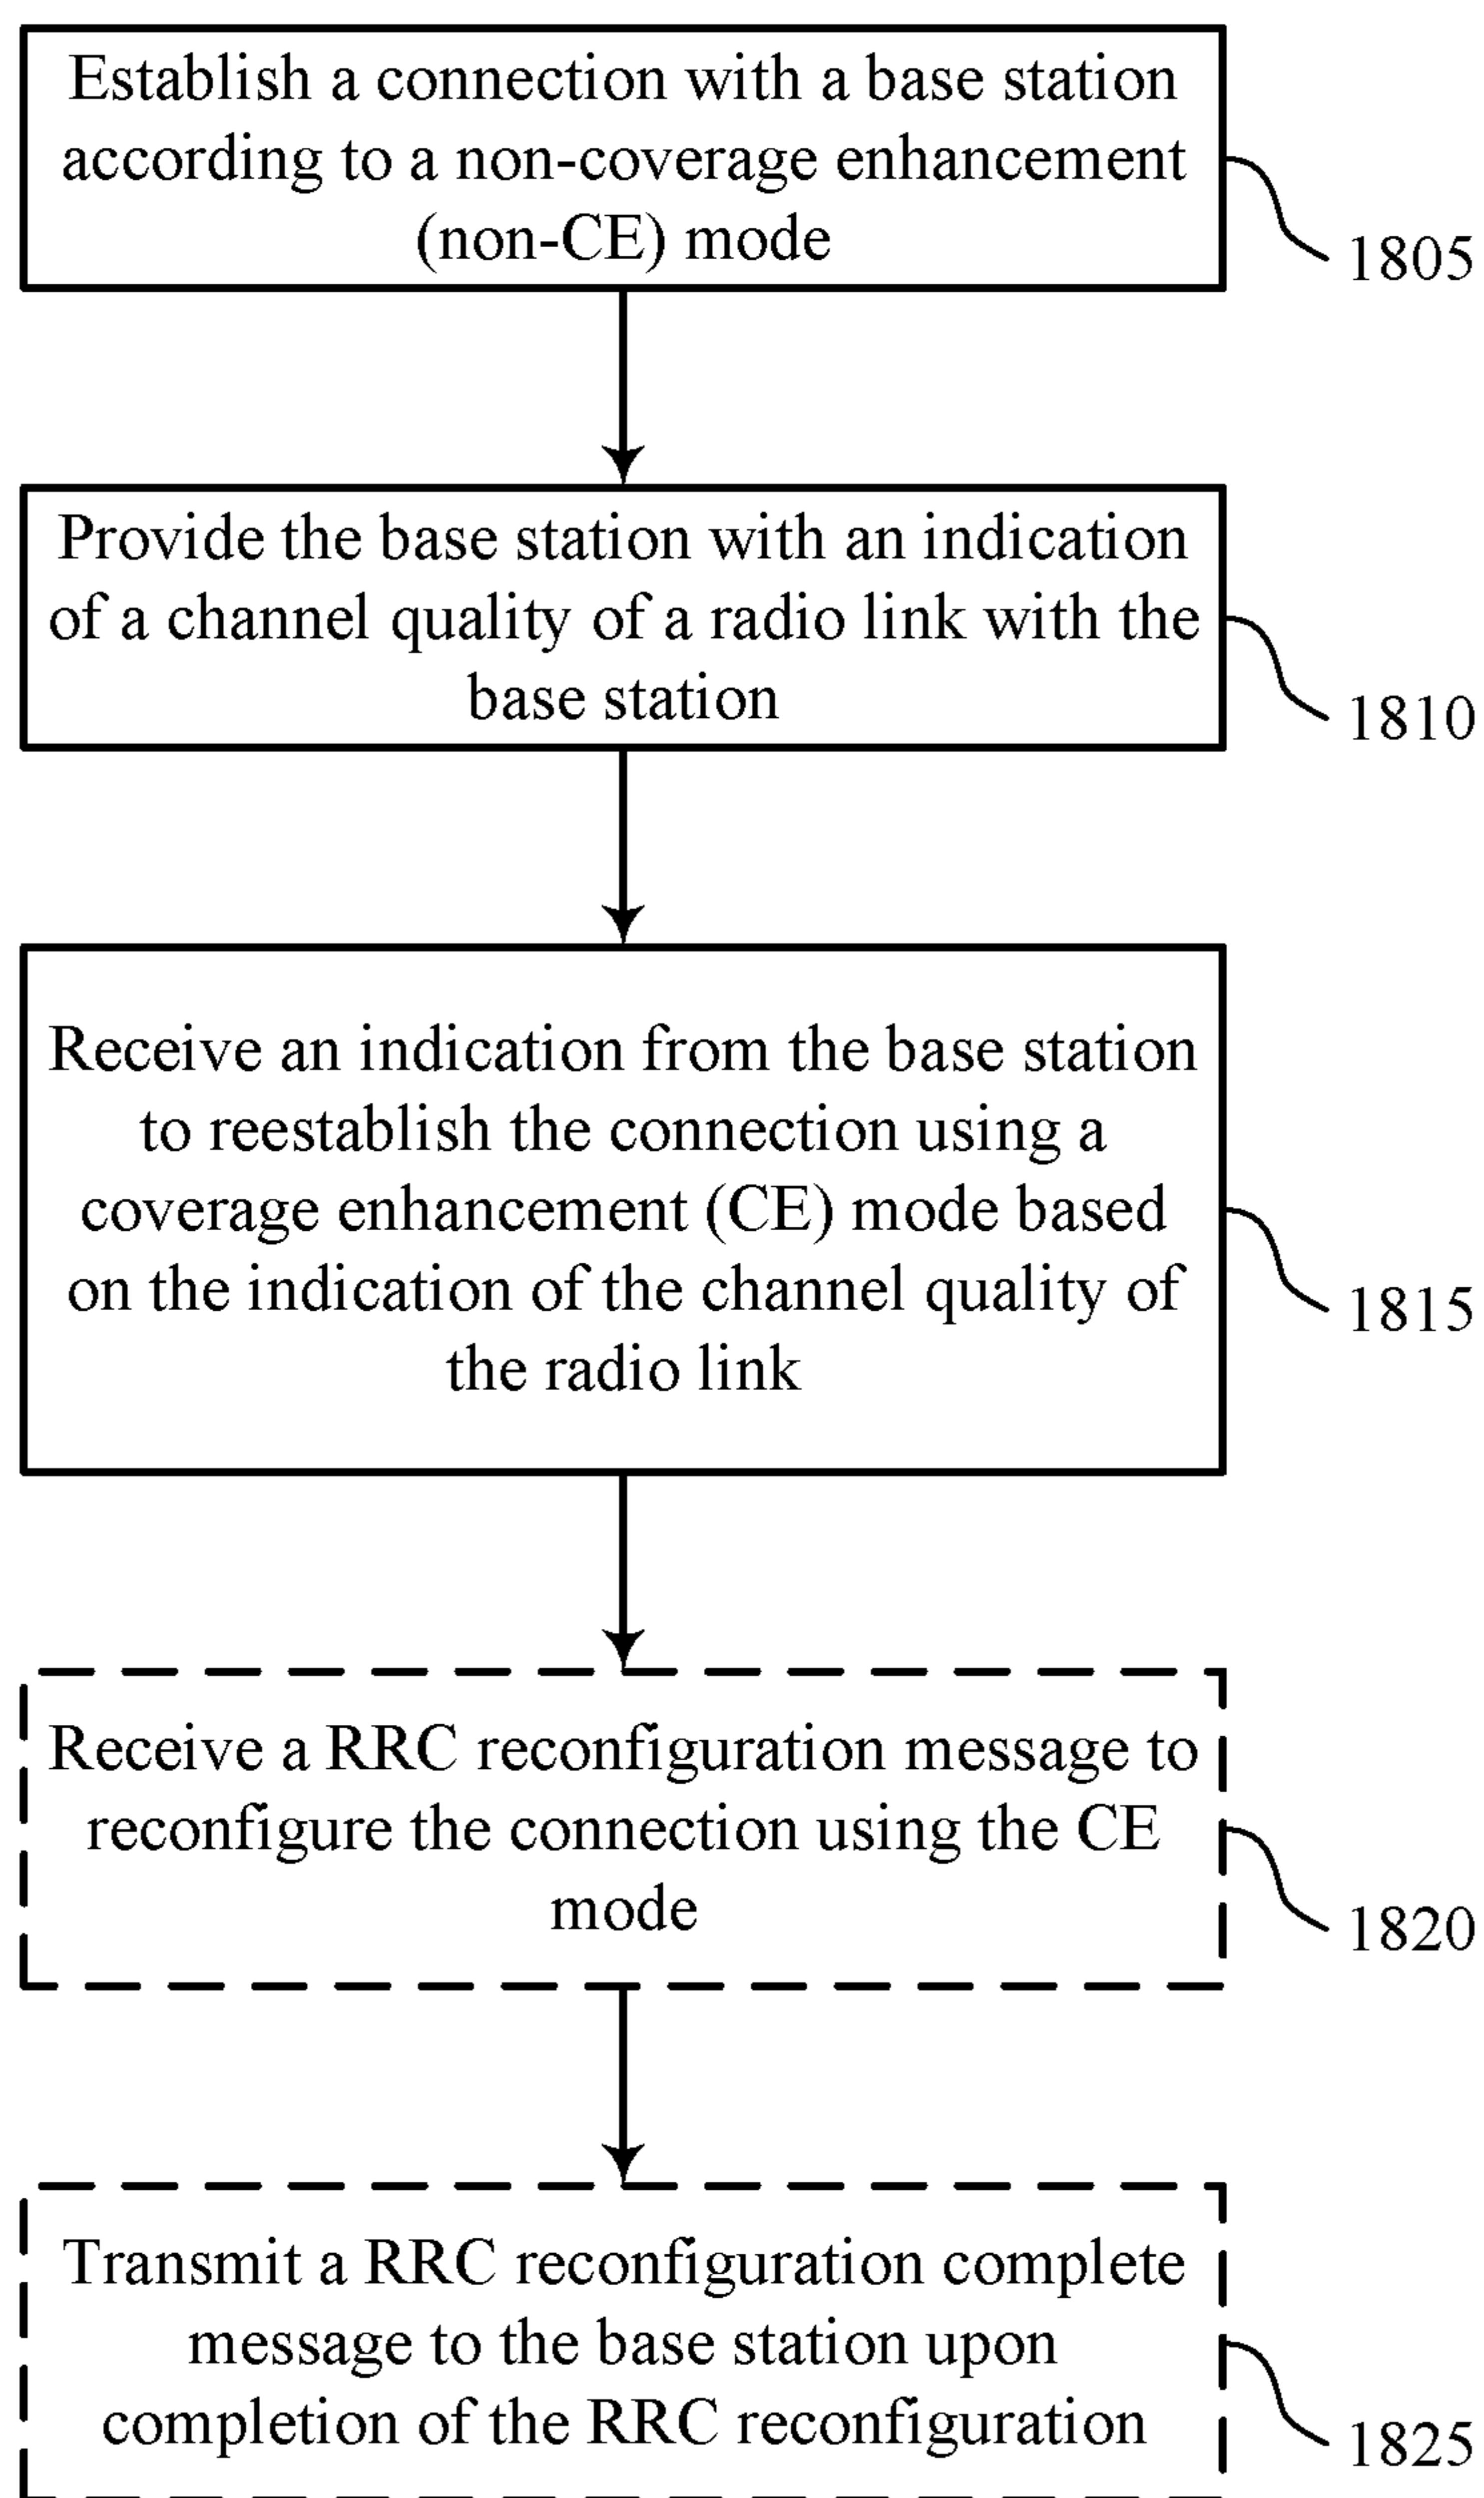 Establish a connection with a base station
according to a non-coverage enhancement
(non-CE) mode
1805
Provide the base station with an indication
of a channel quality of a radio link with the
base station
1810
Receive an indication from the base station
to reestablish the connection using a
coverage enhancement (CE) mode based
on the indication of the channel quality of
the radio link
1815
Receive a RRC reconfiguration message to
reconfigure the connection using the CE
mode
1820
Transmit a RRC reconfiguration complete
message to the base station upon
completion of the RRC reconfiguration
1825